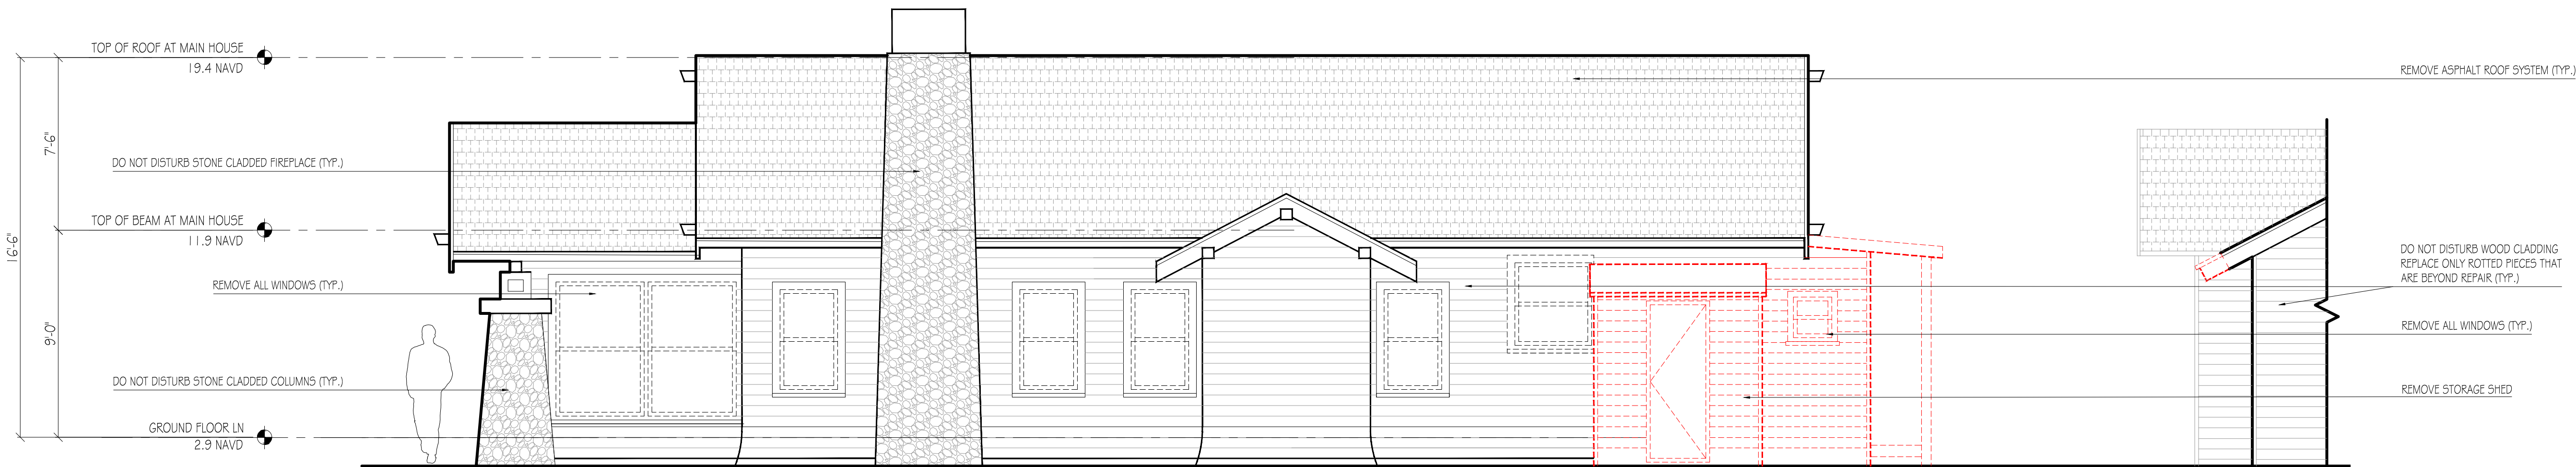 TOP OF ROOF AT MAIN HOUSE
19.4 NAVD
REMOVE ASPHALT ROOF SYSTEM (TYP.)
7'-6"
DO NOT DISTURB STONE CLADDED FIREPLACE (TYP.)
TOP OF BEAM AT MAIN HOUSE
11.9 NAVD
16'-6"
DO NOT DISTURB WOOD CLADDING
REPLACE ONLY ROTTED PIECES THAT
ARE BEYOND REPAIR (TYP.)
REMOVE ALL WINDOWS (TYP.)
REMOVE ALL WINDOWS (TYP.)
9'-0"
DO NOT DISTURB STONE CLADDED COLUMNS (TYP.)
REMOVE STORAGE SHED
GROUND FLOOR LN
2.9 NAVD